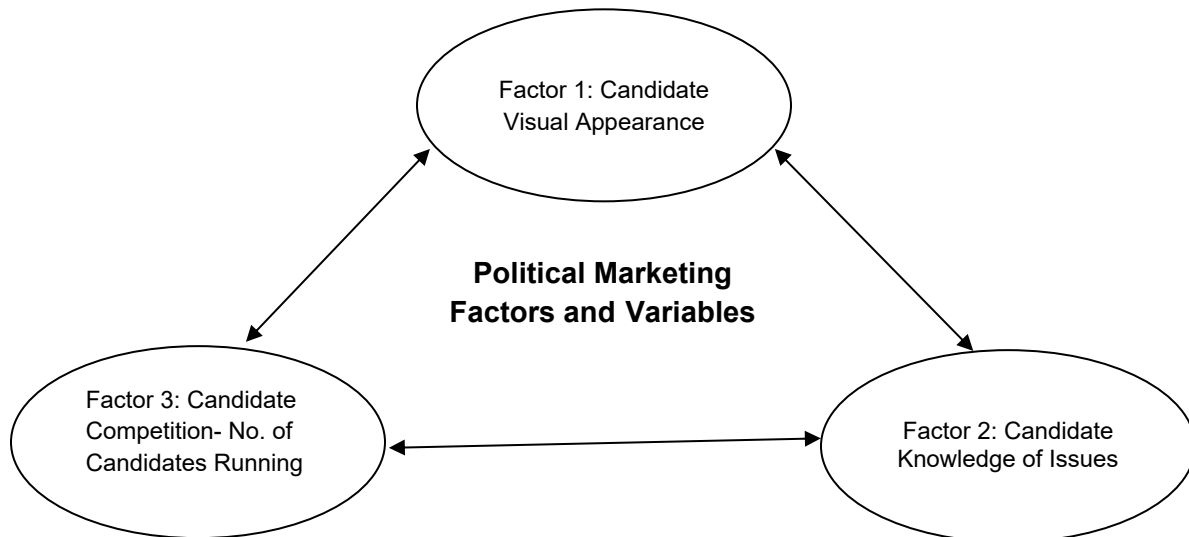 Factor 1: Candidate
Visual Appearance
Political Marketing
Factors and Variables
Factor 3: Candidate
Competition- No. of
Candidates Running
Factor 2: Candidate
Knowledge of Issues